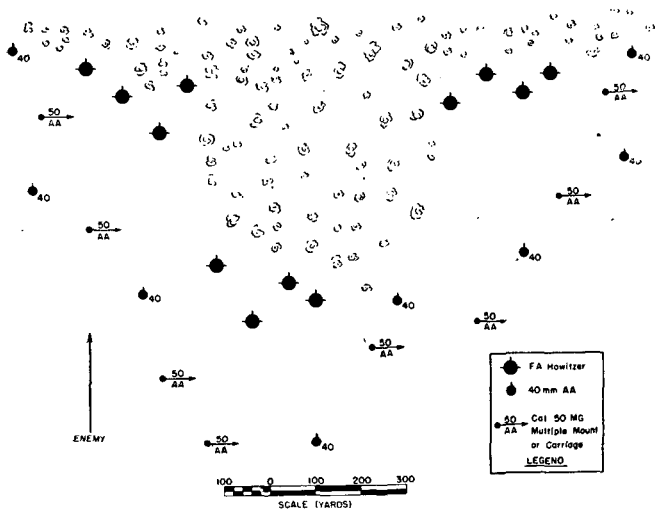 40
40
50
AA
50
AA
40
40
50
AA
50
AA
40
40
40
50
AA
50
AA
50
AA
50
AA
40
ENEMY
FA Howitzer
40 mm AA
50
AA
Cal 50 MG
Multiple Mount
or Carriage
LEGEND
100 0 100 200 300
SCALE (YARDS)